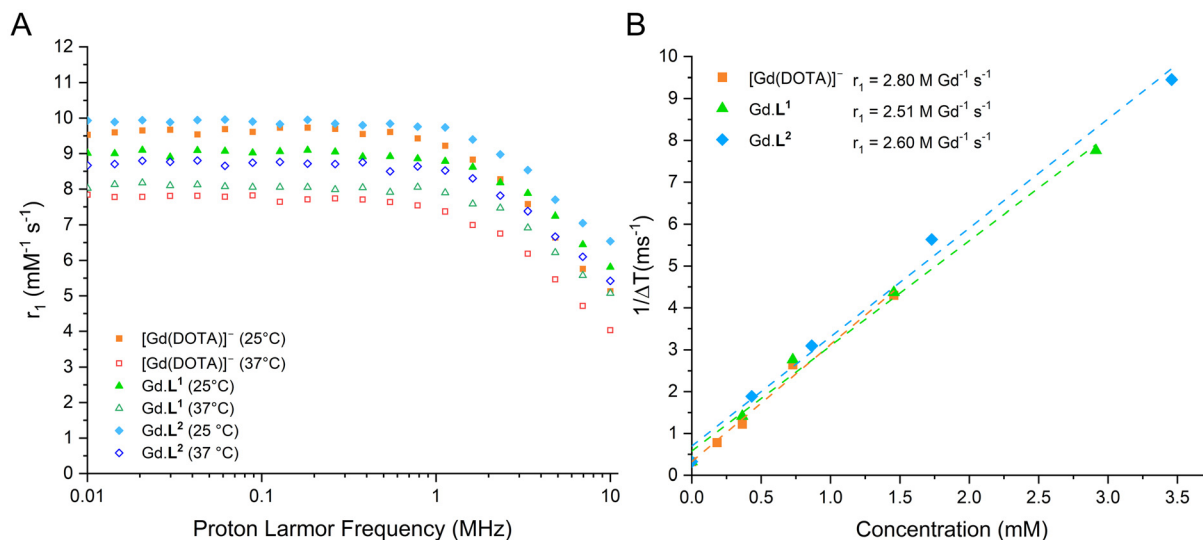 A
12
11
10
9
8
7
6
5
4
3
2
1
0
r₁ (mM⁻¹ s⁻¹)
[Gd(DOTA)]⁻ (25°C)
[Gd(DOTA)]⁻ (37°C)
Gd.L¹ (25°C)
Gd.L¹ (37°C)
Gd.L² (25 °C)
Gd.L² (37 °C)
0.01 0.1 1 10
Proton Larmor Frequency (MHz)
B
10
9
8
7
6
5
4
3
2
1
0
1/ΔT(ms⁻¹)
[Gd(DOTA)]⁻ r₁ = 2.80 M Gd⁻¹ s⁻¹
Gd.L¹ r₁ = 2.51 M Gd⁻¹ s⁻¹
Gd.L² r₁ = 2.60 M Gd⁻¹ s⁻¹
0.0 0.5 1.0 1.5 2.0 2.5 3.0 3.5
Concentration (mM)